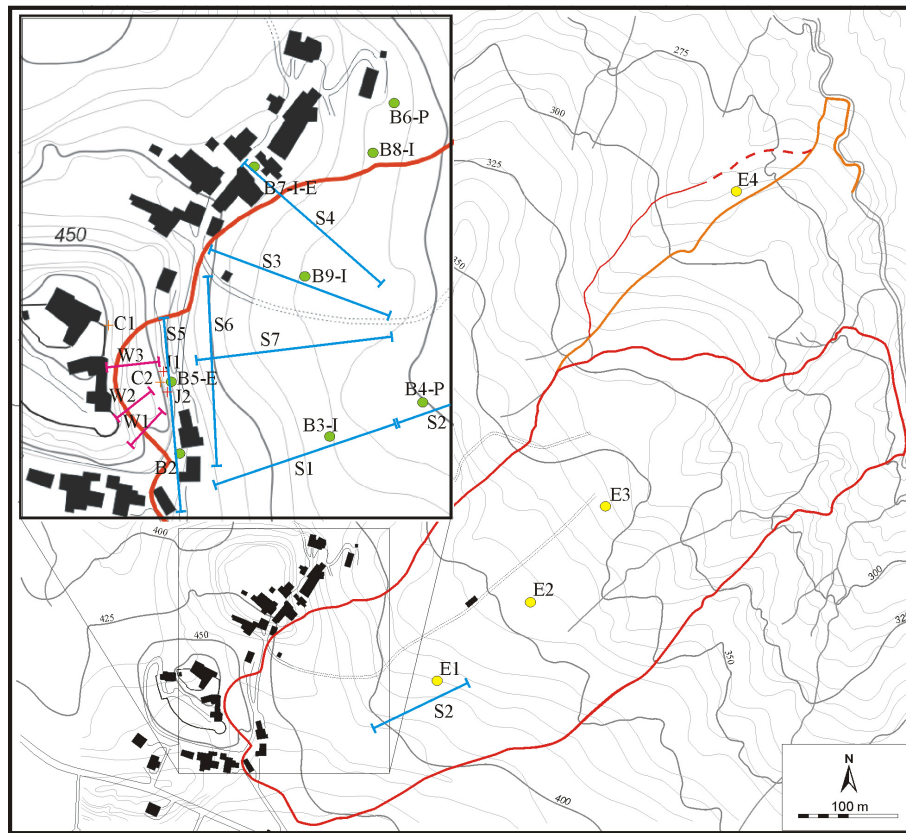 275
300
325
350
B6-P
B8-I
B7-I-E
S4
450
S3
B9-I
C1
S5
S6
S7
W3
J1
C2
B5-E
W2
J2
W1
B4-P
S2
B3-I
B2
S1
E4
E3
E2
E1
S2
400
425
450
300
325
350
400
N
100 m